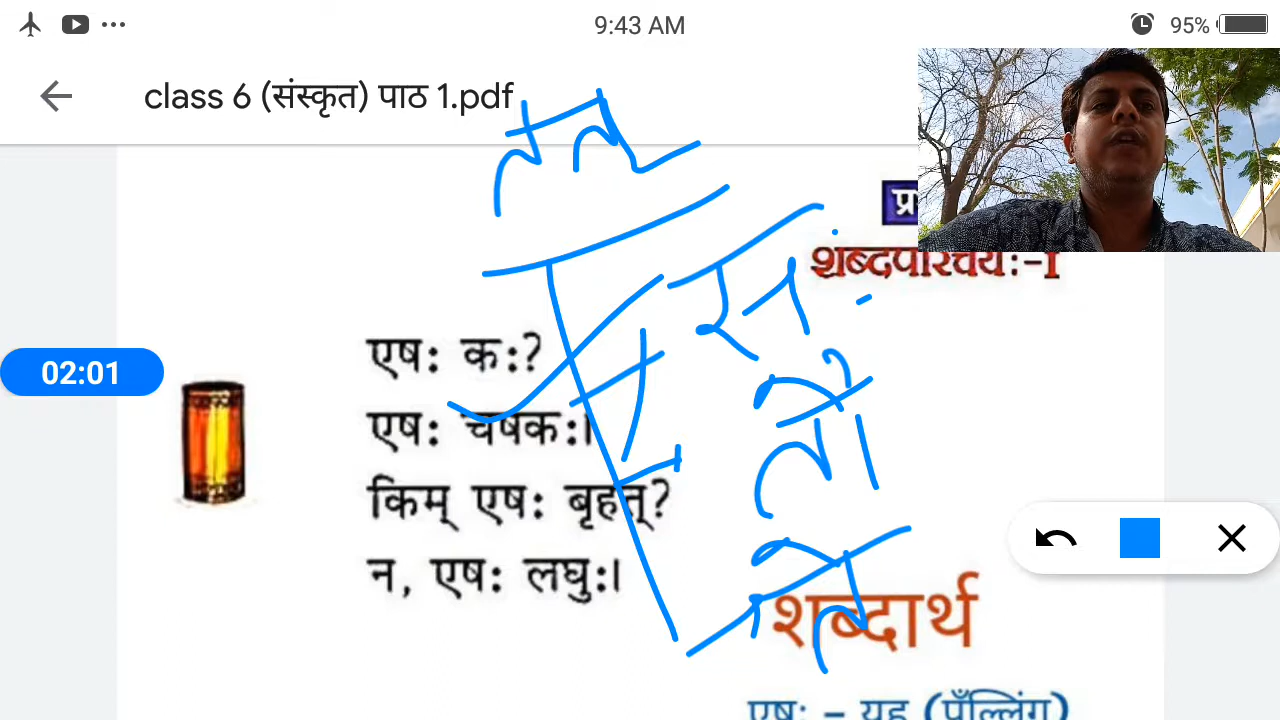 9:43 AM
95%
class 6 (संस्कृत) पाठ 1.pdf
तत्
प्र
शब्दपरिचयः-I
सः
एषः कः?
02:01
तौ
एषः चषकः।
किम् एषः बृहत्?
ते
न, एषः लघुः।
शब्दार्थ
एषः – यह (पुँल्लिंग)